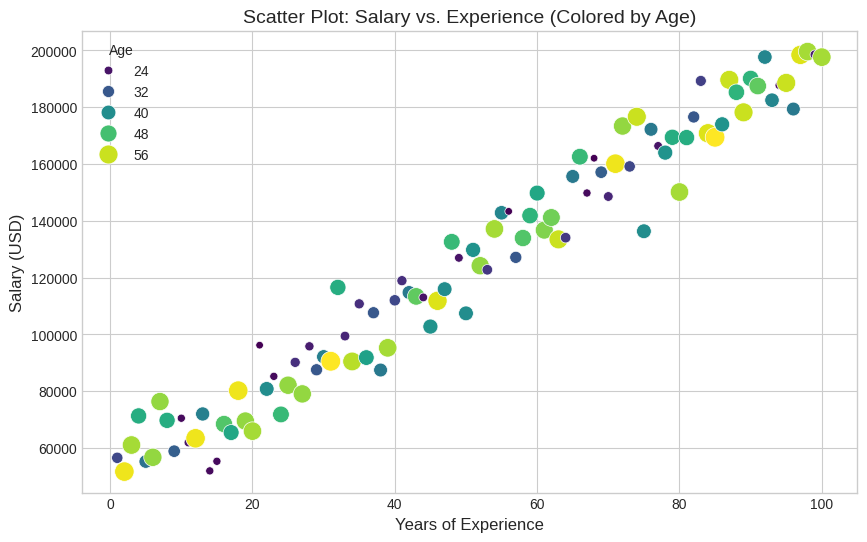 Scatter Plot: Salary vs. Experience (Colored by Age)
Age
24
32
40
48
56
200000
180000
160000
140000
120000
100000
80000
60000
Salary (USD)
0 20 40 60 80 100
Years of Experience